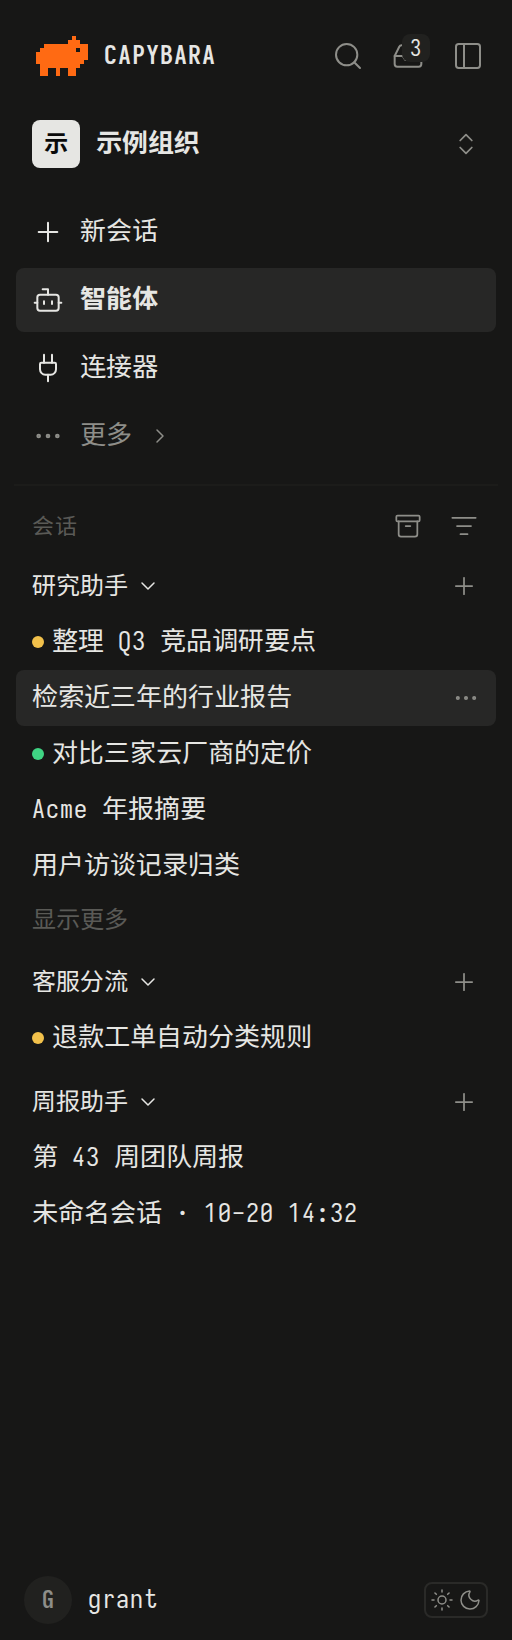 CAPYBARA
3
示 示例组织
新会话
智能体
连接器
更多
会话
研究助手
整理 Q3 竞品调研要点
检索近三年的行业报告
对比三家云厂商的定价
Acme 年报摘要
用户访谈记录归类
显示更多
客服分流
退款工单自动分类规则
周报助手
第 43 周团队周报
未命名会话 · 10-20 14:32
G grant